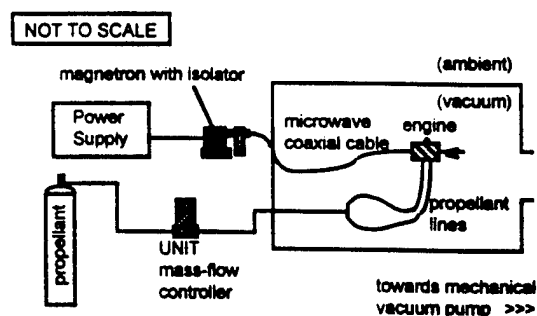 NOT TO SCALE
magnetron with isolator
(ambient)
(vacuum)
Power
Supply
microwave
coaxial cable
engine
propellant
propellant
lines
UNIT
mass-flow
controller
towards mechanical
vacuum pump >>>